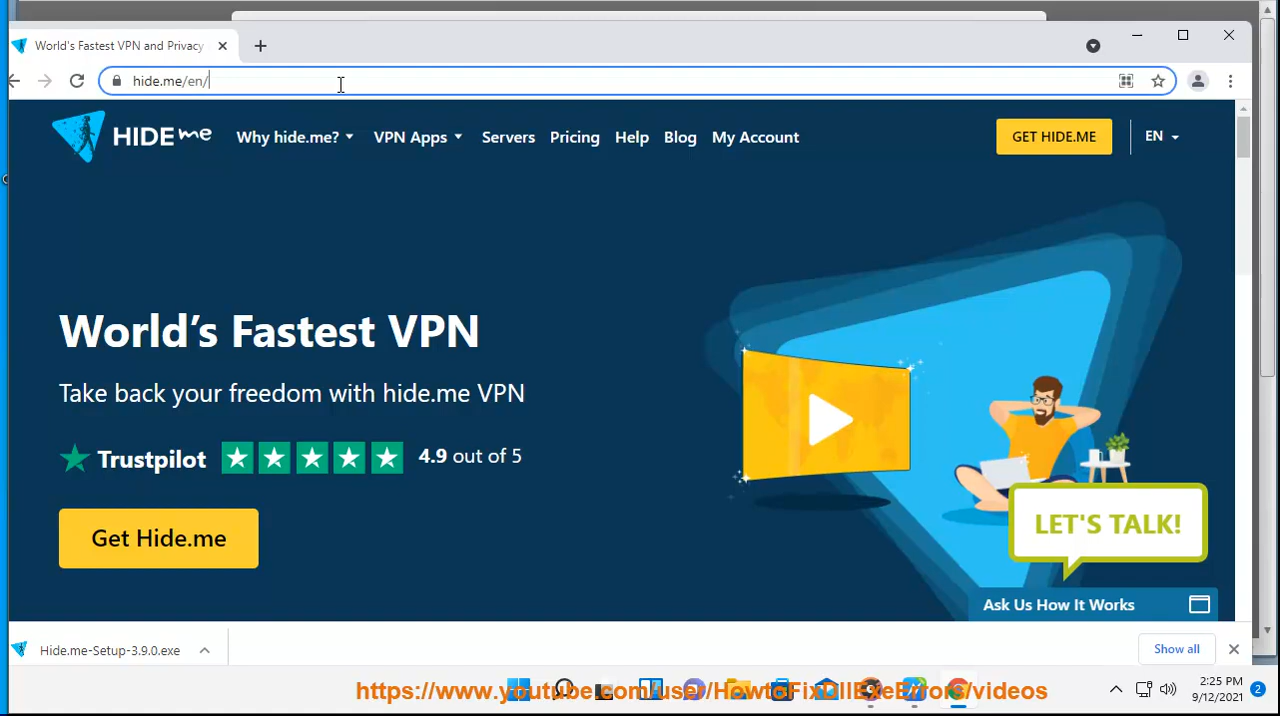 World's Fastest VPN and Privacy
hide.me/en/
HIDE me
Why hide.me?
VPN Apps
Servers
Pricing
Help
Blog
My Account
GET HIDE.ME
EN
World's Fastest VPN
Take back your freedom with hide.me VPN
Trustpilot
4.9 out of 5
Get Hide.me
LET'S TALK!
Ask Us How It Works
Hide.me-Setup-3.9.0.exe
Show all
https://www.youtube.com/user/HowtoFixDllExeErrors/videos
2:25 PM
9/12/2021
2